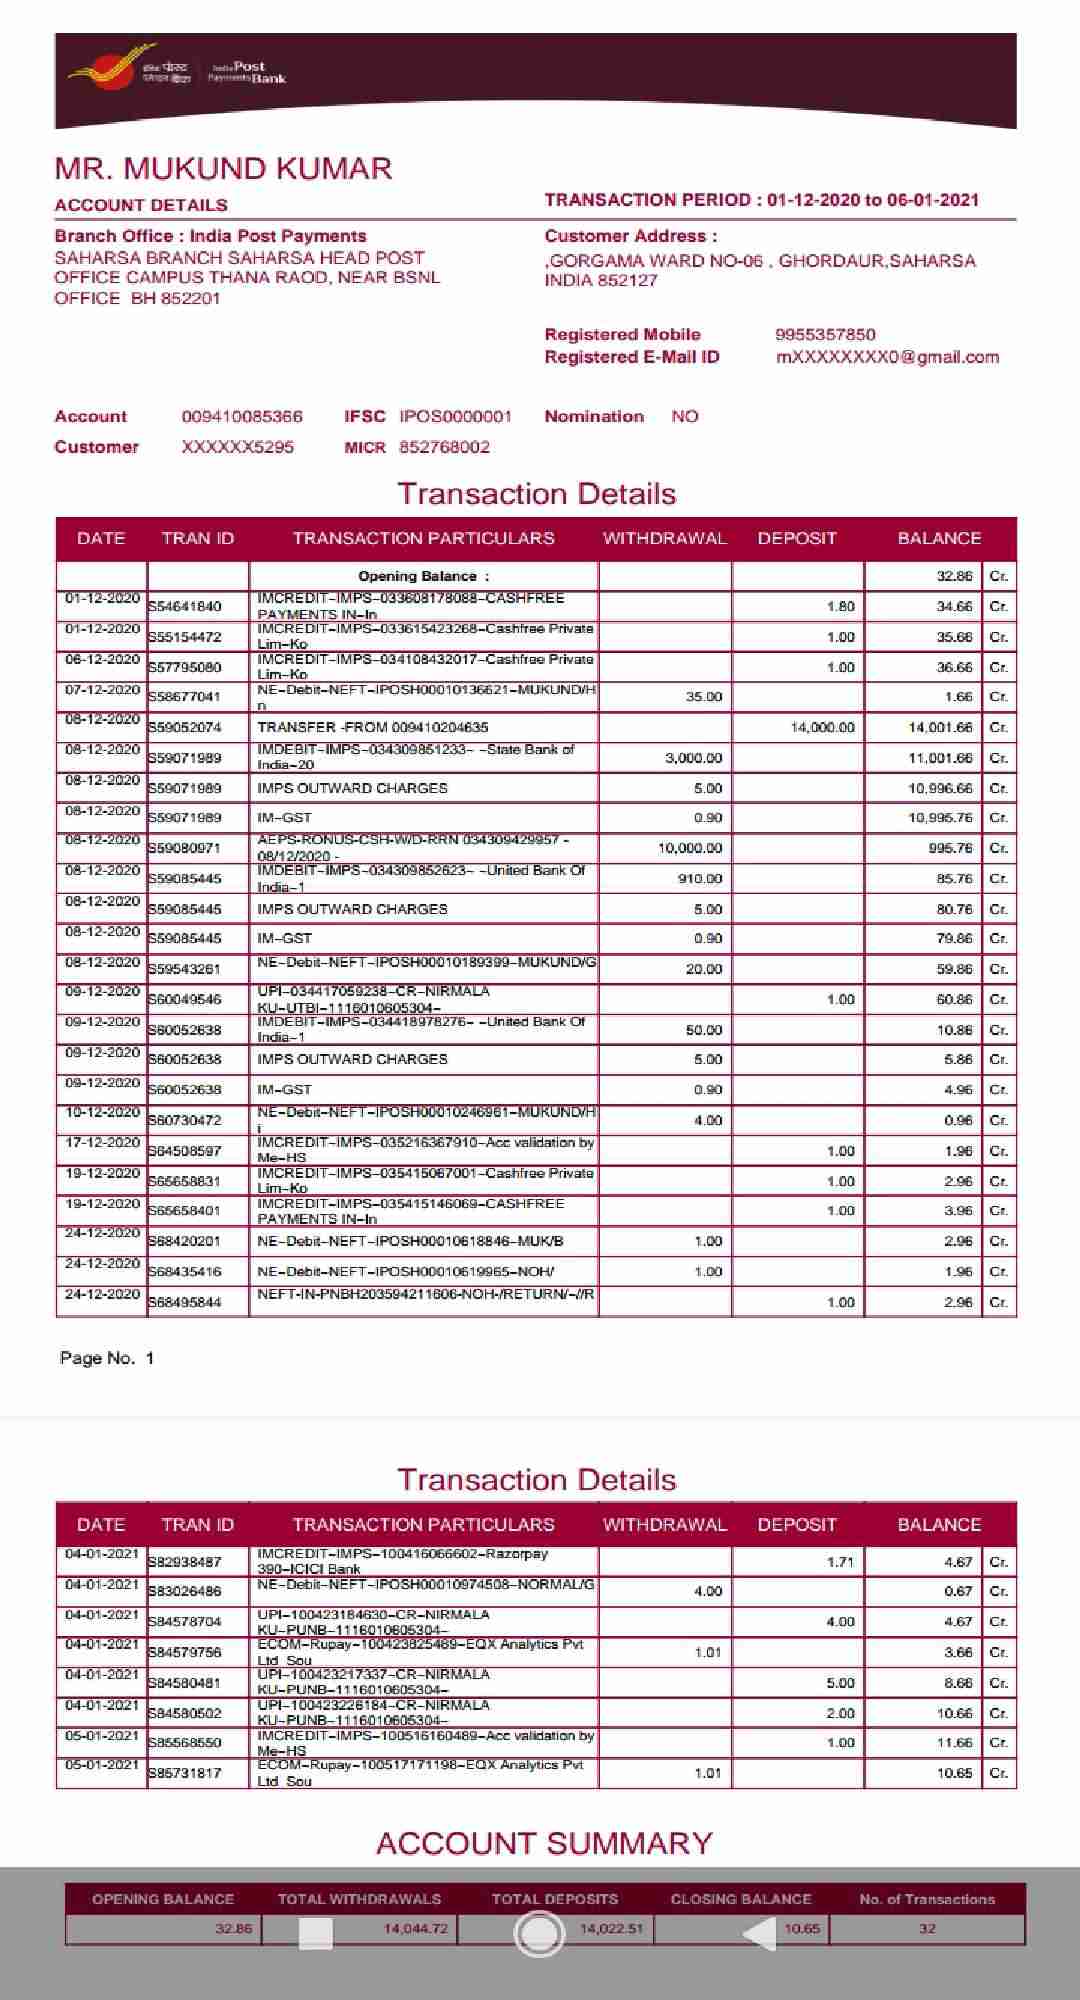 इंडिया पोस्ट
पेमेंट्स बैंक
India Post
Payments Bank
MR. MUKUND KUMAR
ACCOUNT DETAILS
TRANSACTION PERIOD : 01-12-2020 to 06-01-2021
Branch Office : India Post Payments
SAHARSA BRANCH SAHARSA HEAD POST
OFFICE CAMPUS THANA RAOD, NEAR BSNL
OFFICE BH 852201
Customer Address :
,GORGAMA WARD NO-06 , GHORDAUR,SAHARSA
INDIA 852127
Registered Mobile 9955357850
Registered E-Mail ID mXXXXXXXX0@gmail.com
Account 009410085366 IFSC IPOS0000001 Nomination NO
Customer XXXXXX5295 MICR 852768002
Transaction Details
DATE TRAN ID TRANSACTION PARTICULARS WITHDRAWAL DEPOSIT BALANCE
Opening Balance : 32.86 Cr.
01-12-2020 S54641840 IMCREDIT~IMPS~033608178088~CASHFREE
PAYMENTS IN~In 1.80 34.66 Cr.
01-12-2020 S55154472 IMCREDIT~IMPS~033615423268~Cashfree Private
Lim~Ko 1.00 35.66 Cr.
06-12-2020 S57795080 IMCREDIT~IMPS~034108432017~Cashfree Private
Lim~Ko 1.00 36.66 Cr.
07-12-2020 S58677041 NE~Debit~NEFT~IPOSH00010136621~MUKUND/H
n 35.00 1.66 Cr.
08-12-2020 S59052074 TRANSFER -FROM 009410204635 14,000.00 14,001.66 Cr.
08-12-2020 S59071989 IMDEBIT~IMPS~034309851233~ ~State Bank of
India~20 3,000.00 11,001.66 Cr.
08-12-2020 S59071989 IMPS OUTWARD CHARGES 5.00 10,996.66 Cr.
08-12-2020 S59071989 IM~GST 0.90 10,995.76 Cr.
08-12-2020 S59080971 AEPS-RONUS-CSH-W/D-RRN 034309429957 -
08/12/2020 - 10,000.00 995.76 Cr.
08-12-2020 S59085445 IMDEBIT~IMPS~034309852623~ ~United Bank Of
India~1 910.00 85.76 Cr.
08-12-2020 S59085445 IMPS OUTWARD CHARGES 5.00 80.76 Cr.
08-12-2020 S59085445 IM~GST 0.90 79.86 Cr.
08-12-2020 S59543261 NE~Debit~NEFT~IPOSH00010189399~MUKUND/G 20.00 59.86 Cr.
09-12-2020 S60049546 UPI~034417059238~CR~NIRMALA
KU~UTBI~1116010605304~ 1.00 60.86 Cr.
09-12-2020 S60052638 IMDEBIT~IMPS~034418978276~ ~United Bank Of
India~1 50.00 10.86 Cr.
09-12-2020 S60052638 IMPS OUTWARD CHARGES 5.00 5.86 Cr.
09-12-2020 S60052638 IM~GST 0.90 4.96 Cr.
10-12-2020 S60730472 NE~Debit~NEFT~IPOSH00010246961~MUKUND/H
i 4.00 0.96 Cr.
17-12-2020 S64508597 IMCREDIT~IMPS~035216367910~Acc validation by
Me~HS 1.00 1.96 Cr.
19-12-2020 S65658831 IMCREDIT~IMPS~035415067001~Cashfree Private
Lim~Ko 1.00 2.96 Cr.
19-12-2020 S65658401 IMCREDIT~IMPS~035415146069~CASHFREE
PAYMENTS IN~In 1.00 3.96 Cr.
24-12-2020 S68420201 NE~Debit~NEFT~IPOSH00010618846~MUK/B 1.00 2.96 Cr.
24-12-2020 S68435416 NE~Debit~NEFT~IPOSH00010619965~NOH/ 1.00 1.96 Cr.
24-12-2020 S68495844 NEFT-IN-PNBH203594211606-NOH-/RETURN/-//R 1.00 2.96 Cr.
Page No. 1
Transaction Details
DATE TRAN ID TRANSACTION PARTICULARS WITHDRAWAL DEPOSIT BALANCE
04-01-2021 S82938487 IMCREDIT~IMPS~100416066602~Razorpay
390~ICICI Bank 1.71 4.67 Cr.
04-01-2021 S83026486 NE~Debit~NEFT~IPOSH00010974508~NORMAL/G 4.00 0.67 Cr.
04-01-2021 S84578704 UPI~100423184630~CR~NIRMALA
KU~PUNB~1116010605304~ 4.00 4.67 Cr.
04-01-2021 S84579756 ECOM~Rupay~100423825489~EQX Analytics Pvt
Ltd Sou 1.01 3.66 Cr.
04-01-2021 S84580481 UPI~100423217337~CR~NIRMALA
KU~PUNB~1116010605304~ 5.00 8.66 Cr.
04-01-2021 S84580502 UPI~100423226184~CR~NIRMALA
KU~PUNB~1116010605304~ 2.00 10.66 Cr.
05-01-2021 S85568550 IMCREDIT~IMPS~100516160489~Acc validation by
Me~HS 1.00 11.66 Cr.
05-01-2021 S85731817 ECOM~Rupay~100517171198~EQX Analytics Pvt
Ltd Sou 1.01 10.65 Cr.
ACCOUNT SUMMARY
OPENING BALANCE TOTAL WITHDRAWALS TOTAL DEPOSITS CLOSING BALANCE No. of Transactions
32.86 14,044.72 14,022.51 10.65 32